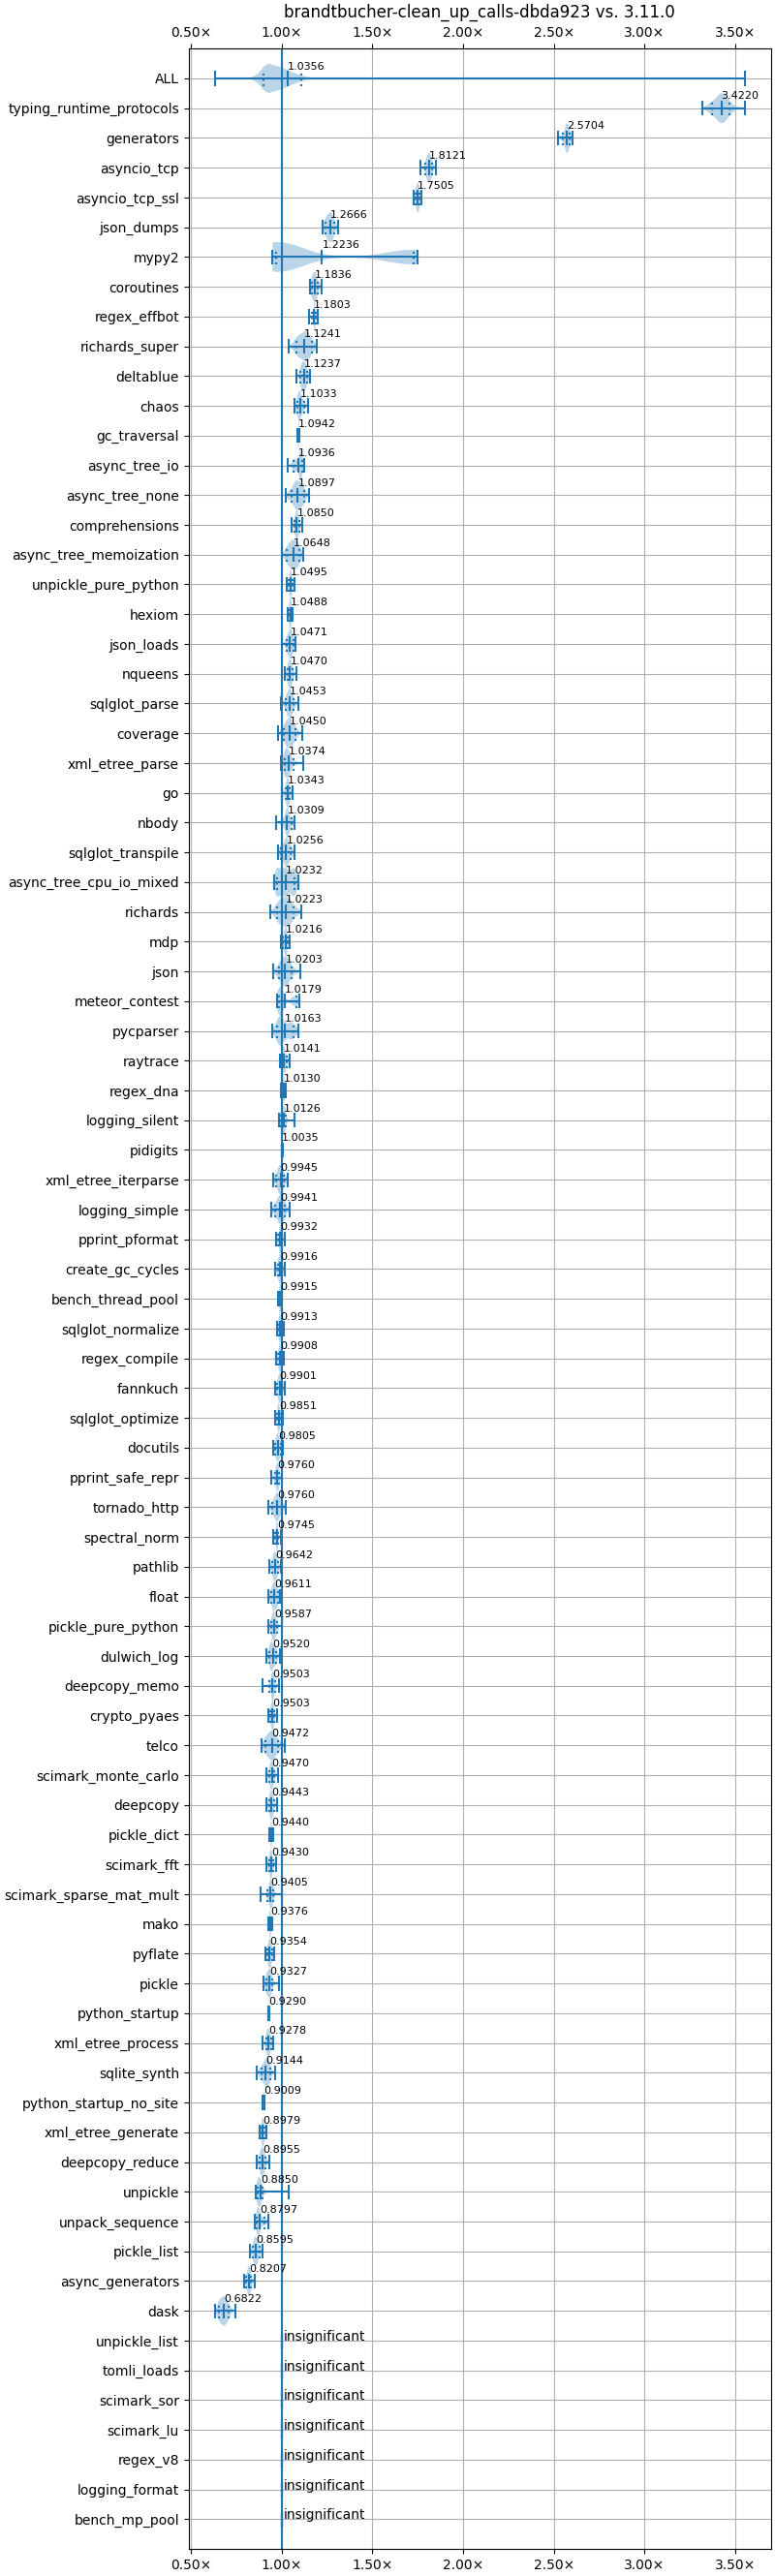 brandtbucher-clean_up_calls-dbda923 vs. 3.11.0
0.50× 1.00× 1.50× 2.00× 2.50× 3.00× 3.50×
ALL 1.0356
typing_runtime_protocols 3.4220
generators 2.5704
asyncio_tcp 1.8121
asyncio_tcp_ssl 1.7505
json_dumps 1.2666
mypy2 1.2236
coroutines 1.1836
regex_effbot 1.1803
richards_super 1.1241
deltablue 1.1237
chaos 1.1033
gc_traversal 1.0942
async_tree_io 1.0936
async_tree_none 1.0897
comprehensions 1.0850
async_tree_memoization 1.0648
unpickle_pure_python 1.0495
hexiom 1.0488
json_loads 1.0471
nqueens 1.0470
sqlglot_parse 1.0453
coverage 1.0450
xml_etree_parse 1.0374
go 1.0343
nbody 1.0309
sqlglot_transpile 1.0256
async_tree_cpu_io_mixed 1.0232
richards 1.0223
mdp 1.0216
json 1.0203
meteor_contest 1.0179
pycparser 1.0163
raytrace 1.0141
regex_dna 1.0130
logging_silent 1.0126
pidigits 1.0035
xml_etree_iterparse 0.9945
logging_simple 0.9941
pprint_pformat 0.9932
create_gc_cycles 0.9916
bench_thread_pool 0.9915
sqlglot_normalize 0.9913
regex_compile 0.9908
fannkuch 0.9901
sqlglot_optimize 0.9851
docutils 0.9805
pprint_safe_repr 0.9760
tornado_http 0.9760
spectral_norm 0.9745
pathlib 0.9642
float 0.9611
pickle_pure_python 0.9587
dulwich_log 0.9520
deepcopy_memo 0.9503
crypto_pyaes 0.9503
telco 0.9472
scimark_monte_carlo 0.9470
deepcopy 0.9443
pickle_dict 0.9440
scimark_fft 0.9430
scimark_sparse_mat_mult 0.9405
mako 0.9376
pyflate 0.9354
pickle 0.9327
python_startup 0.9290
xml_etree_process 0.9278
sqlite_synth 0.9144
python_startup_no_site 0.9009
xml_etree_generate 0.8979
deepcopy_reduce 0.8955
unpickle 0.8850
unpack_sequence 0.8797
pickle_list 0.8595
async_generators 0.8207
dask 0.6822
unpickle_list insignificant
tomli_loads insignificant
scimark_sor insignificant
scimark_lu insignificant
regex_v8 insignificant
logging_format insignificant
bench_mp_pool insignificant
0.50× 1.00× 1.50× 2.00× 2.50× 3.00× 3.50×